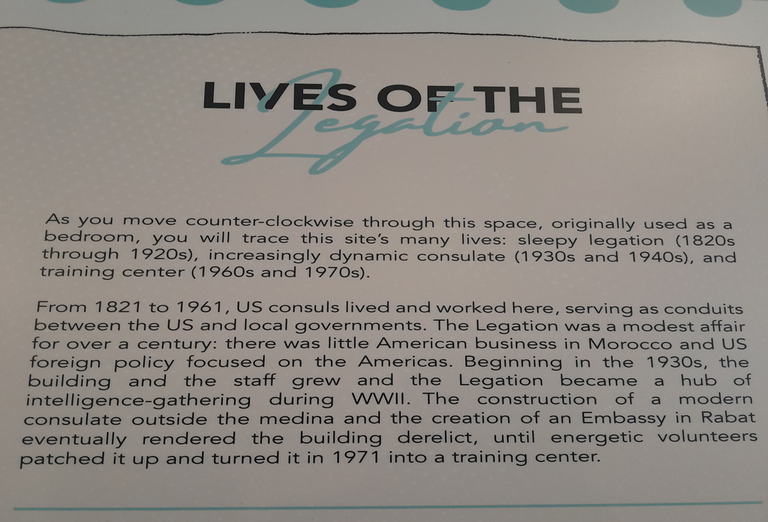 LIVES OF THE
Legation
As you move counter-clockwise through this space, originally used as a
bedroom, you will trace this site's many lives: sleepy legation (1820s
through 1920s), increasingly dynamic consulate (1930s and 1940s), and
training center (1960s and 1970s).
From 1821 to 1961, US consuls lived and worked here, serving as conduits
between the US and local governments. The Legation was a modest affair
for over a century: there was little American business in Morocco and US
foreign policy focused on the Americas. Beginning in the 1930s, the
building and the staff grew and the Legation became a hub of
intelligence-gathering during WWII. The construction of a modern
consulate outside the medina and the creation of an Embassy in Rabat
eventually rendered the building derelict, until energetic volunteers
patched it up and turned it in 1971 into a training center.